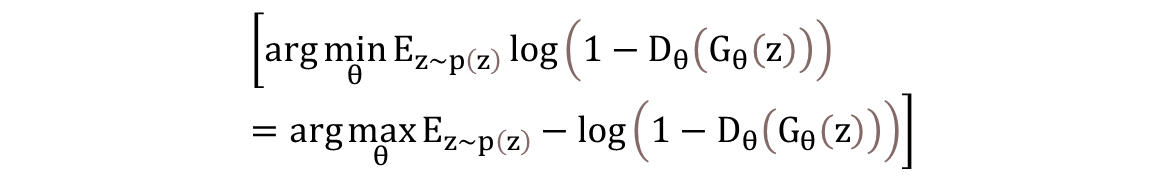 [arg min_θ E_{z~p(z)} log(1 − D_θ(G_θ(z)))
= arg max_θ E_{z~p(z)} − log(1 − D_θ(G_θ(z)))]